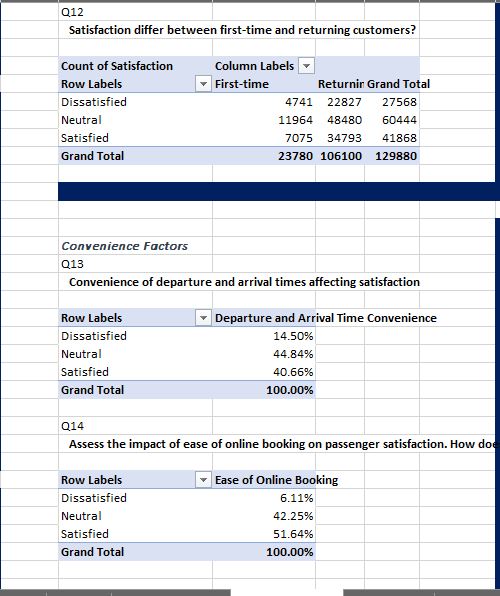 Q12
Satisfaction differ between first-time and returning customers?
Count of Satisfaction Column Labels
Row Labels First-time Returnin Grand Total
Dissatisfied 4741 22827 27568
Neutral 11964 48480 60444
Satisfied 7075 34793 41868
Grand Total 23780 106100 129880
Convenience Factors
Q13
Convenience of departure and arrival times affecting satisfaction
Row Labels Departure and Arrival Time Convenience
Dissatisfied 14.50%
Neutral 44.84%
Satisfied 40.66%
Grand Total 100.00%
Q14
Assess the impact of ease of online booking on passenger satisfaction. How doe
Row Labels Ease of Online Booking
Dissatisfied 6.11%
Neutral 42.25%
Satisfied 51.64%
Grand Total 100.00%